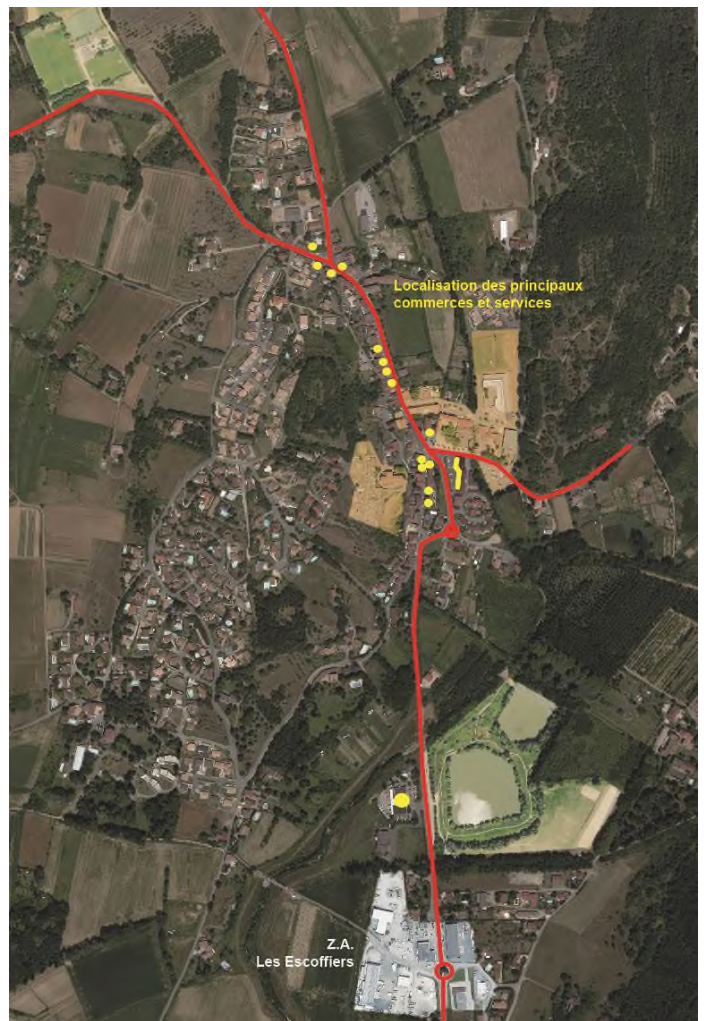 Localisation des principaux
commerces et services
Z.A.
Les Escoffiers